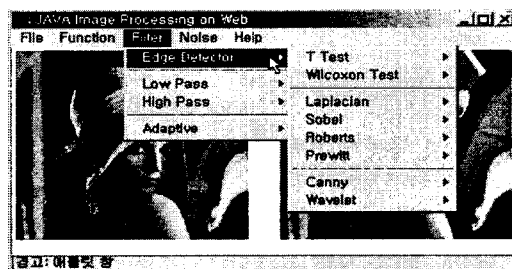 JAVA Image Processing on Web
File Function Filter Noise Help
Edge Detector
Low Pass
High Pass
Adaptive
T Test
Wilcoxon Test
Laplacian
Sobel
Roberts
Prewitt
Canny
Wavelet
경고: 애플릿 창